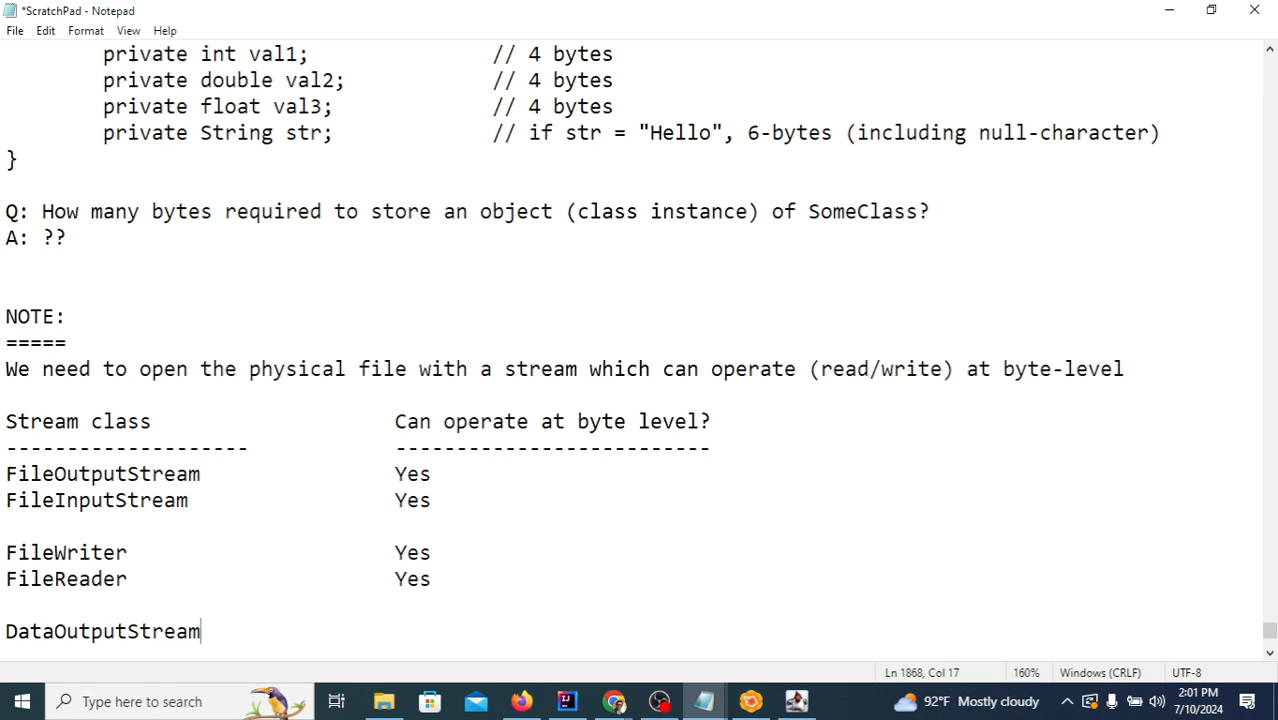 *ScratchPad - Notepad
File Edit Format View Help
private int val1; // 4 bytes
private double val2; // 4 bytes
private float val3; // 4 bytes
private String str; // if str = "Hello", 6-bytes (including null-character)
}
Q: How many bytes required to store an object (class instance) of SomeClass?
A: ??
NOTE:
=====
We need to open the physical file with a stream which can operate (read/write) at byte-level
Stream class Can operate at byte level?
-------------------- --------------------------
FileOutputStream Yes
FileInputStream Yes
FileWriter Yes
FileReader Yes
DataOutputStream
Ln 1868, Col 17 160% Windows (CRLF) UTF-8
Type here to search 92°F Mostly cloudy 2:01 PM
7/10/2024